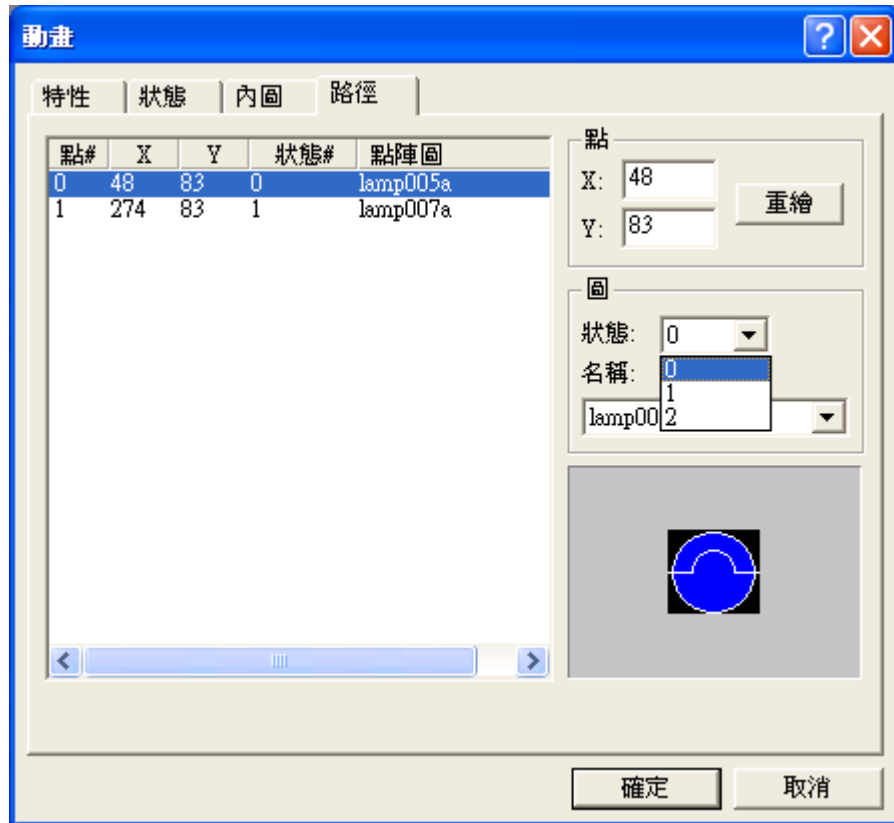 動畫
特性 狀態 內圖 路徑
點# X Y 狀態# 點陣圖
0 48 83 0 lamp005a
1 274 83 1 lamp007a
點
X: 48
Y: 83
重繪
圖
狀態: 0
名稱:
0
1
2
lamp00
確定 取消